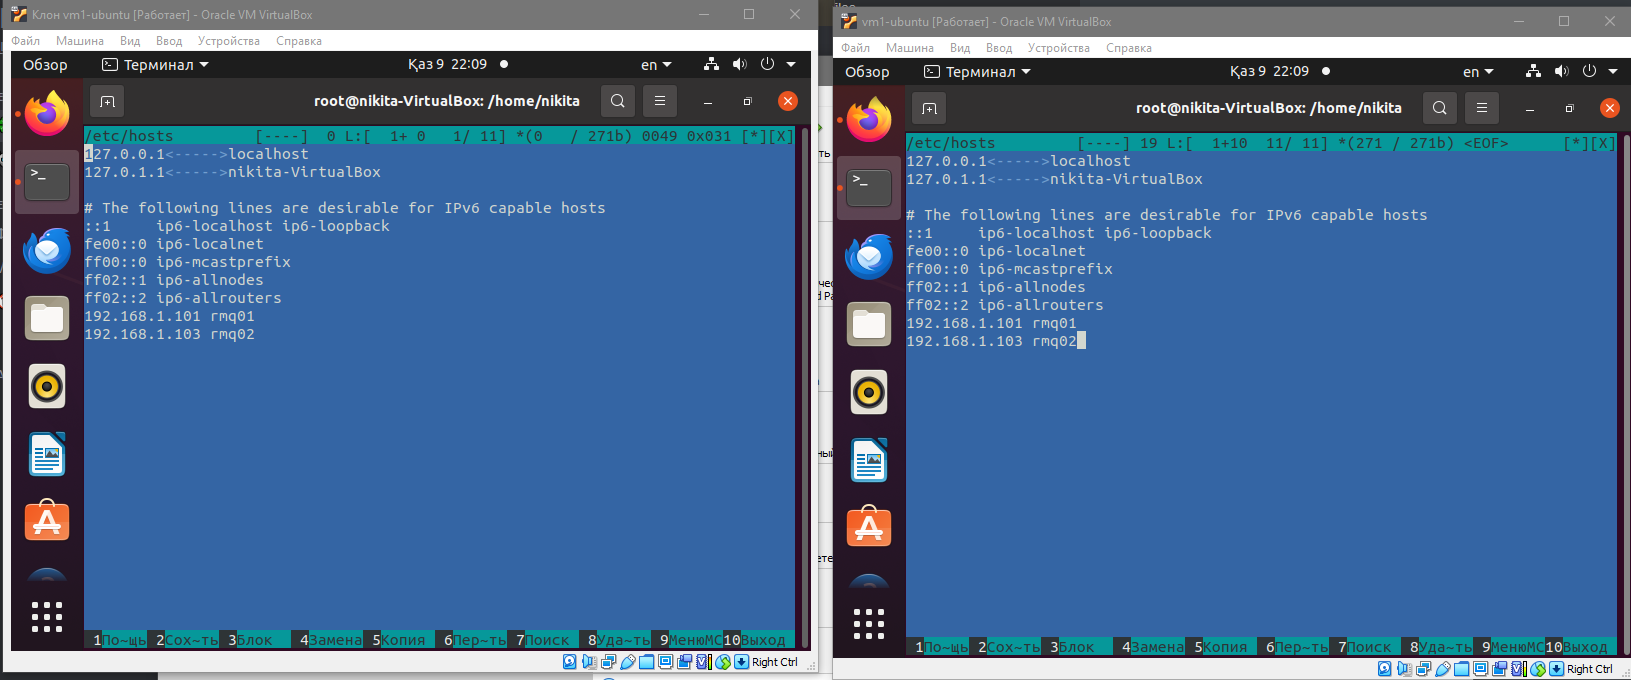 Клон vm1-ubuntu [Работает] - Oracle VM VirtualBox
Файл Машина Вид Ввод Устройства Справка
Обзор Терминал Қаз 9 22:09 en
root@nikita-VirtualBox: /home/nikita
/etc/hosts [----] 0 L:[ 1+ 0 1/ 11] *(0 / 271b) 0049 0x031 [*][X]
127.0.0.1<----->localhost
127.0.1.1<----->nikita-VirtualBox
# The following lines are desirable for IPv6 capable hosts
::1 ip6-localhost ip6-loopback
fe00::0 ip6-localnet
ff00::0 ip6-mcastprefix
ff02::1 ip6-allnodes
ff02::2 ip6-allrouters
192.168.1.101 rmq01
192.168.1.103 rmq02
1По~щь 2Сох~ть 3Блок 4Замена 5Копия 6Пер~ть 7Поиск 8Уда~ть 9МенюMC 10Выход
Right Ctrl
vm1-ubuntu [Работает] - Oracle VM VirtualBox
Файл Машина Вид Ввод Устройства Справка
Обзор Терминал Қаз 9 22:09 en
root@nikita-VirtualBox: /home/nikita
/etc/hosts [----] 19 L:[ 1+10 11/ 11] *(271 / 271b) <EOF> [*][X]
127.0.0.1<----->localhost
127.0.1.1<----->nikita-VirtualBox
# The following lines are desirable for IPv6 capable hosts
::1 ip6-localhost ip6-loopback
fe00::0 ip6-localnet
ff00::0 ip6-mcastprefix
ff02::1 ip6-allnodes
ff02::2 ip6-allrouters
192.168.1.101 rmq01
192.168.1.103 rmq02
1По~щь 2Сох~ть 3Блок 4Замена 5Копия 6Пер~ть 7Поиск 8Уда~ть 9МенюMC 10Выход
Right Ctrl